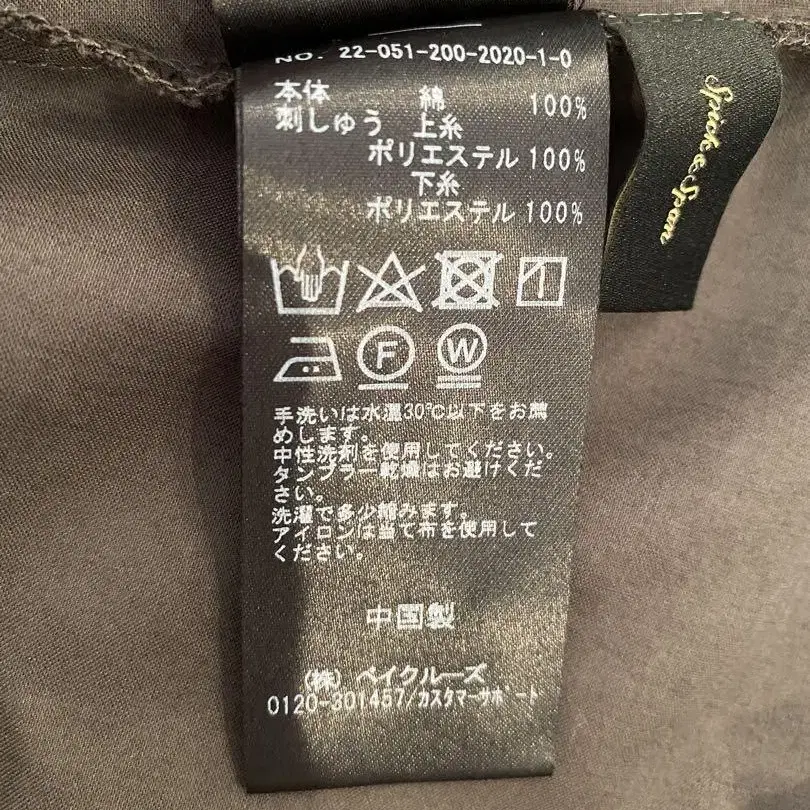 NO. 22-051-200-2020-1-0
本体 綿 100%
刺しゅう 上糸
ポリエステル 100%
下糸
ポリエステル 100%
F W
手洗いは水温30℃以下をお薦
めします。
中性洗剤を使用してください。
タンブラー乾燥はお避けくだ
さい。
洗濯で多少縮みます。
アイロンは当て布を使用して
ください。
中国製
(株) ベイクルーズ
0120-301457/カスタマーサポート
Spick & Span